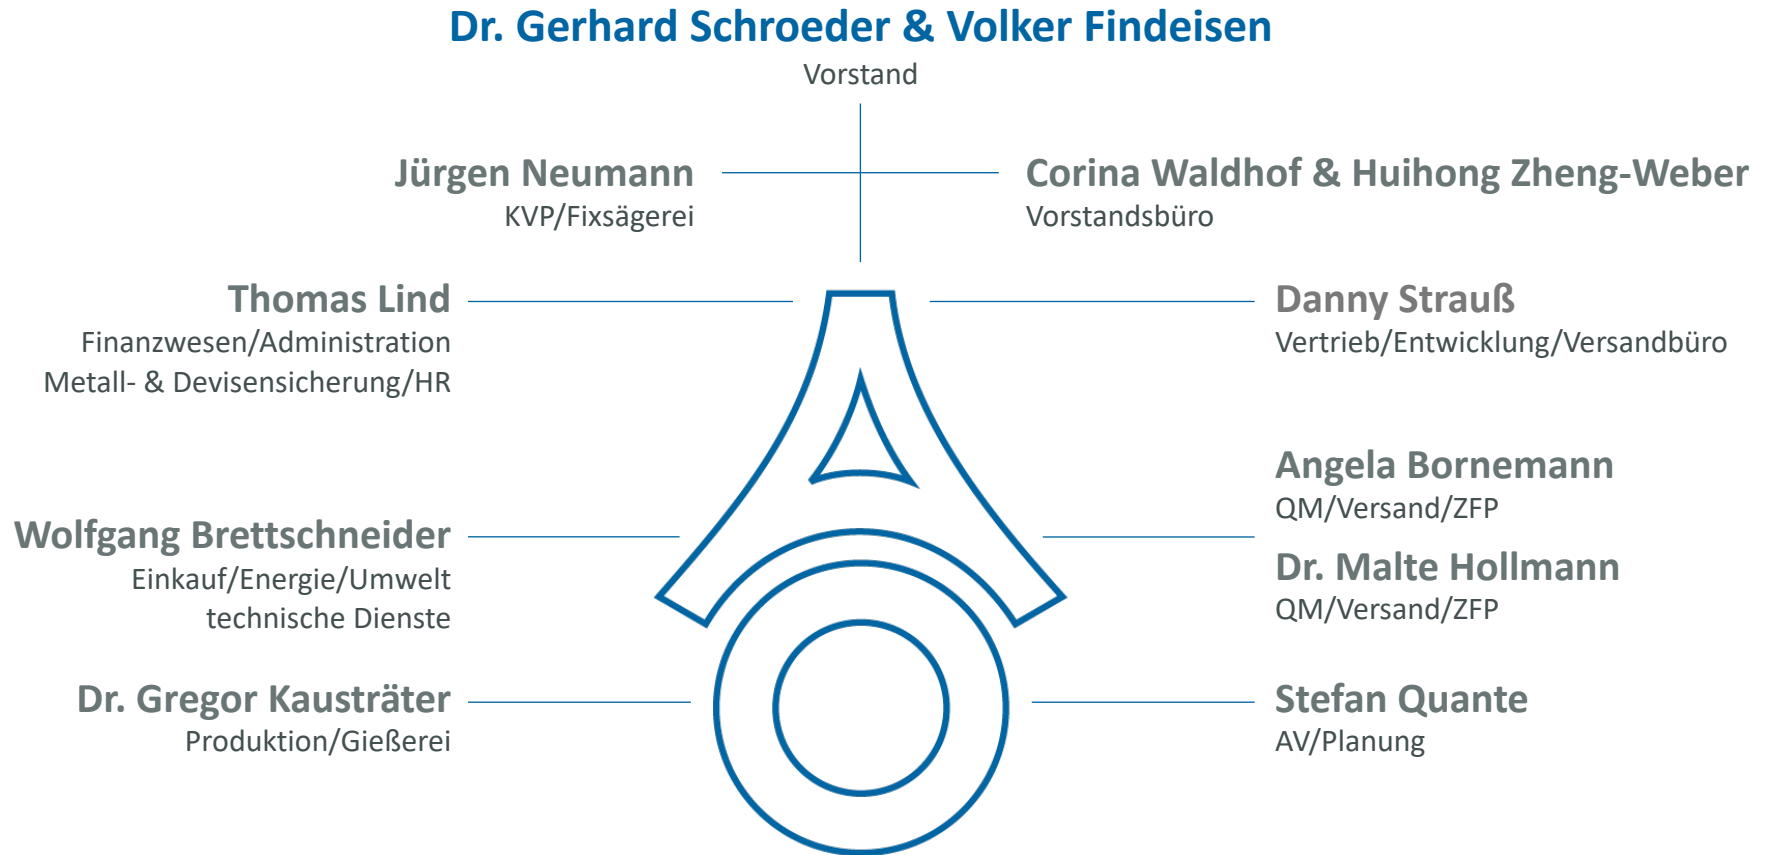 Dr. Gerhard Schroeder & Volker Findeisen
Vorstand
Jürgen Neumann
KVP/Fixsägerei
Corina Waldhof & Huihong Zheng-Weber
Vorstandsbüro
Thomas Lind
Finanzwesen/Administration
Metall- & Devisensicherung/HR
Danny Strauß
Vertrieb/Entwicklung/Versandbüro
Wolfgang Brettschneider
Einkauf/Energie/Umwelt
technische Dienste
Angela Bornemann
QM/Versand/ZFP
Dr. Malte Hollmann
QM/Versand/ZFP
Dr. Gregor Kausträter
Produktion/Gießerei
Stefan Quante
AV/Planung